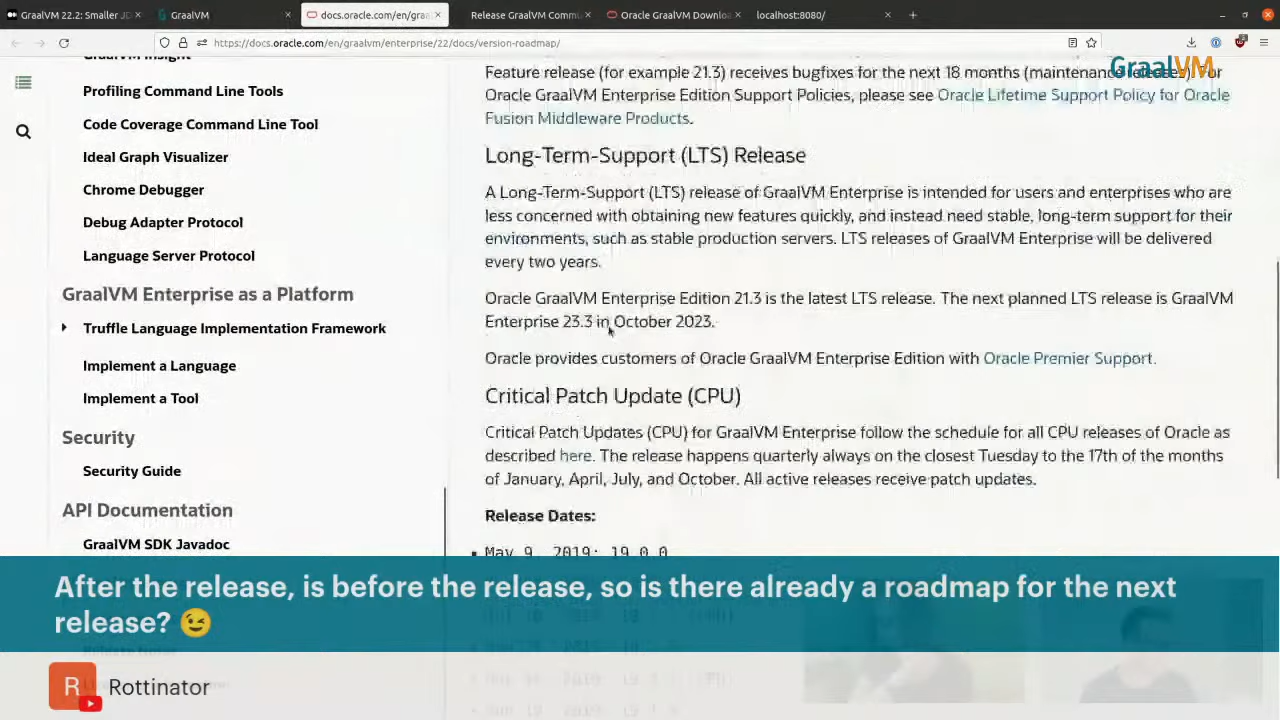 GraalVM 22.2: Smaller JD
GraalVM
docs.oracle.com/en/graa
Release GraalVM Commu
Oracle GraalVM Downloa
localhost:8080/
https://docs.oracle.com/en/graalvm/enterprise/22/docs/version-roadmap/
GraalVM
GraalVM Insight
Profiling Command Line Tools
Code Coverage Command Line Tool
Ideal Graph Visualizer
Chrome Debugger
Debug Adapter Protocol
Language Server Protocol
GraalVM Enterprise as a Platform
Truffle Language Implementation Framework
Implement a Language
Implement a Tool
Security
Security Guide
API Documentation
GraalVM SDK Javadoc
Feature release (for example 21.3) receives bugfixes for the next 18 months (maintenance releases). For
Oracle GraalVM Enterprise Edition Support Policies, please see Oracle Lifetime Support Policy for Oracle
Fusion Middleware Products.
Long-Term-Support (LTS) Release
A Long-Term-Support (LTS) release of GraalVM Enterprise is intended for users and enterprises who are
less concerned with obtaining new features quickly, and instead need stable, long-term support for their
environments, such as stable production servers. LTS releases of GraalVM Enterprise will be delivered
every two years.
Oracle GraalVM Enterprise Edition 21.3 is the latest LTS release. The next planned LTS release is GraalVM
Enterprise 23.3 in October 2023.
Oracle provides customers of Oracle GraalVM Enterprise Edition with Oracle Premier Support.
Critical Patch Update (CPU)
Critical Patch Updates (CPU) for GraalVM Enterprise follow the schedule for all CPU releases of Oracle as
described here. The release happens quarterly always on the closest Tuesday to the 17th of the months
of January, April, July, and October. All active releases receive patch updates.
Release Dates:
May 9, 2019: 19.0.0
After the release, is before the release, so is there already a roadmap for the next
release? 😉
R
Rottinator